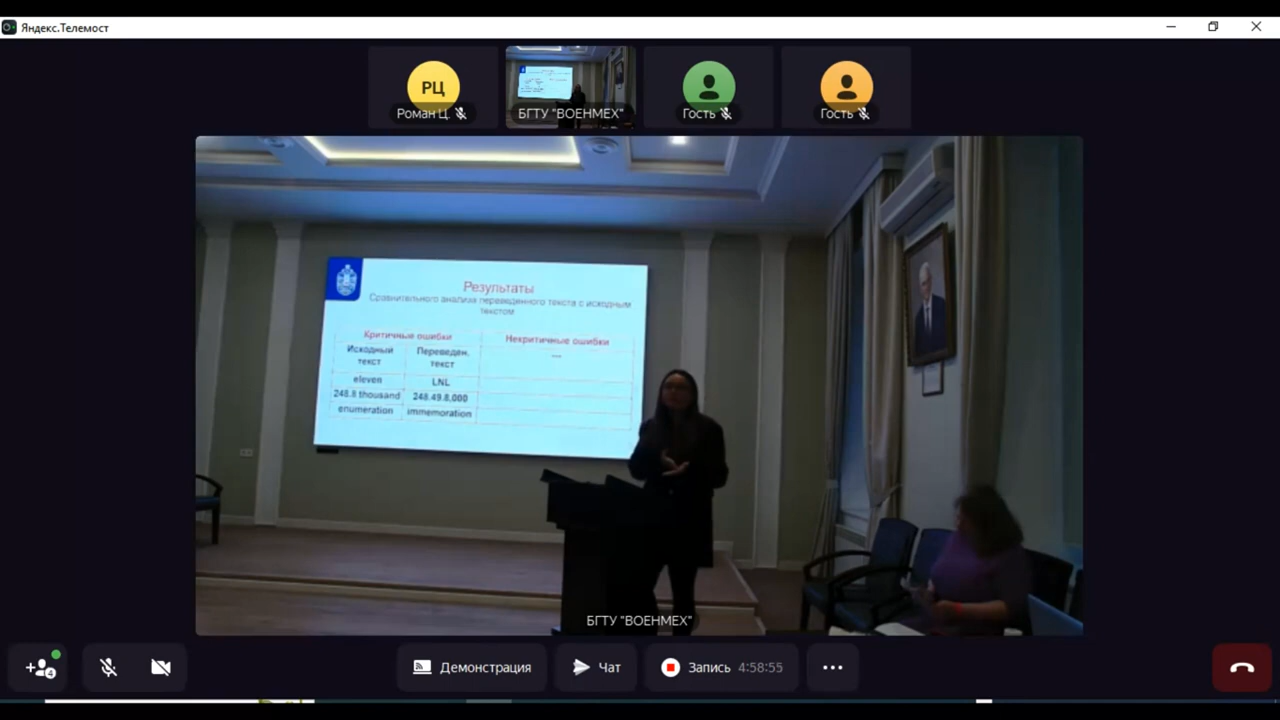 Яндекс.Телемост
РЦ
Роман Ц.
БГТУ "ВОЕНМЕХ"
Гость
Гость
Результаты
Сравнительного анализа переведенного текста с исходным
текстом
Критичные ошибки
Некритичные ошибки
Исходный
текст
Переведен.
текст
----
eleven
LNL
248.8 thousand
248.49.8,000
enumeration
immemoration
БГТУ "ВОЕНМЕХ"
4
Демонстрация
Чат
Запись 4:58:55